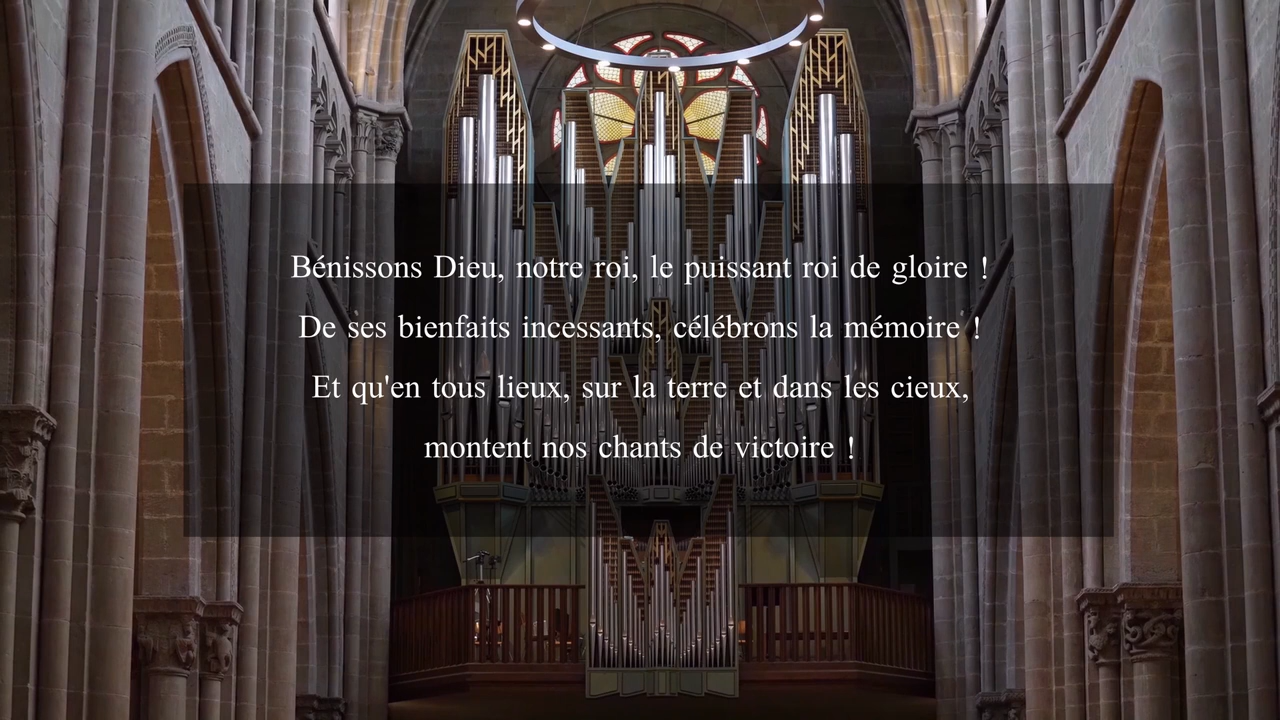 Bénissons Dieu, notre roi, le puissant roi de gloire !
De ses bienfaits incessants, célébrons la mémoire !
Et qu'en tous lieux, sur la terre et dans les cieux,
montent nos chants de victoire !